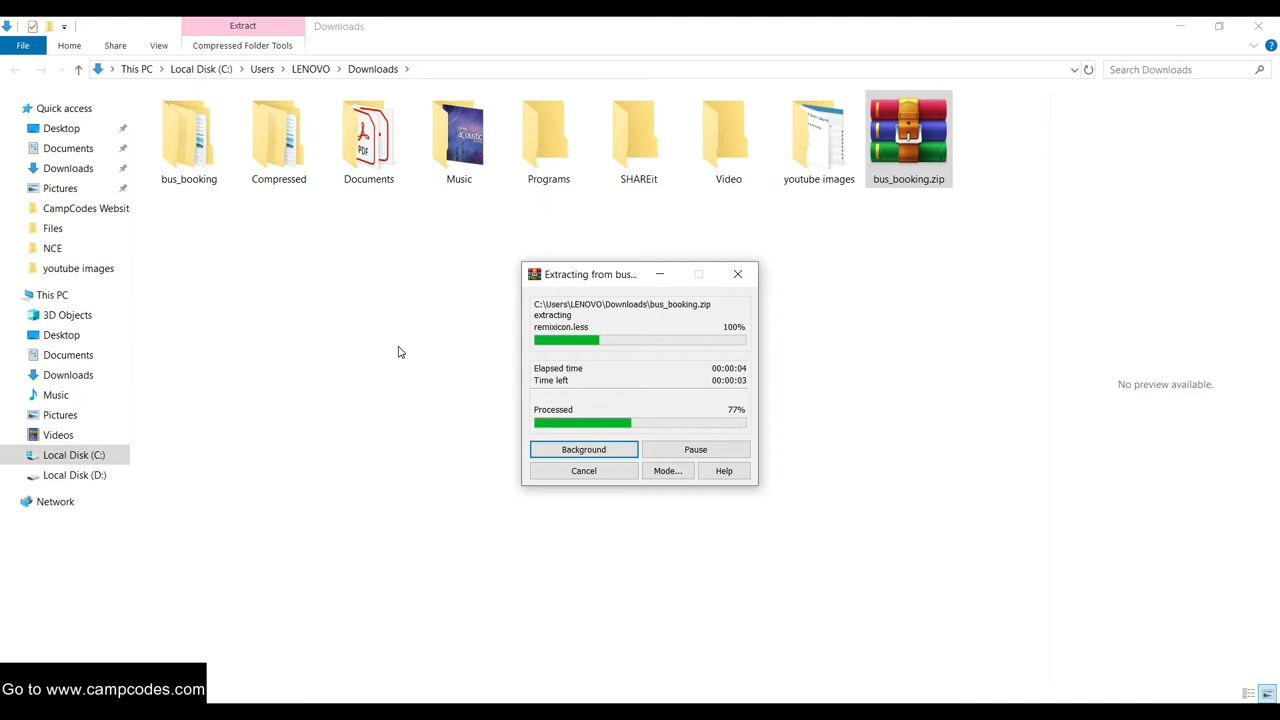 Extract
Downloads
File
Home
Share
View
Compressed Folder Tools
This PC
Local Disk (C:)
Users
LENOVO
Downloads
Search Downloads
Quick access
Desktop
Documents
Downloads
Pictures
CampCodes Websit
Files
NCE
youtube images
This PC
3D Objects
Desktop
Documents
Downloads
Music
Pictures
Videos
Local Disk (C:)
Local Disk (D:)
Network
bus_booking
Compressed
PDF
Documents
acoustic
Music
Programs
SHAREit
Video
youtube images
bus_booking.zip
Extracting from bus...
C:\Users\LENOVO\Downloads\bus_booking.zip
extracting
remixicon.less 100%
Elapsed time 00:00:04
Time left 00:00:03
Processed 77%
Background
Pause
Cancel
Mode...
Help
No preview available.
Go to www.campcodes.com